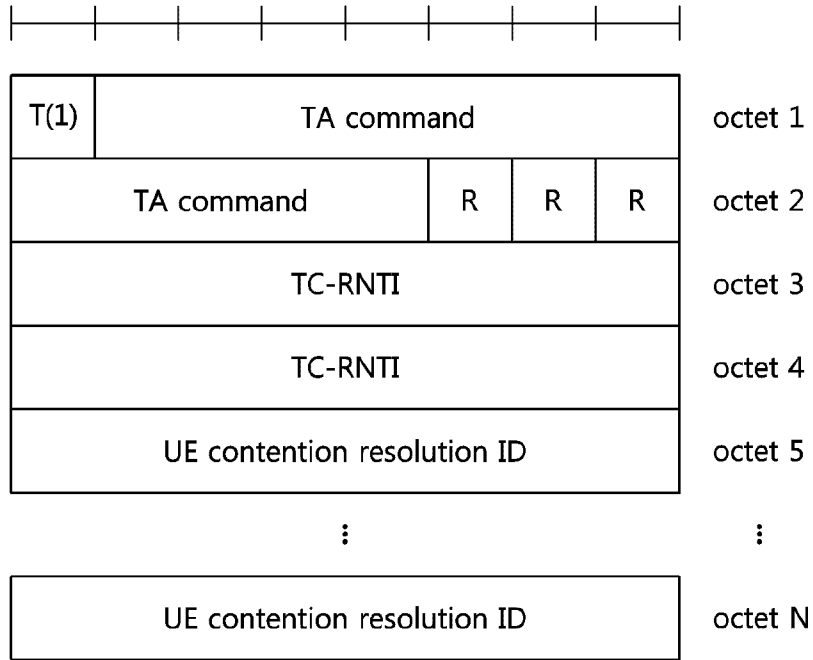 T(1) TA command octet 1
TA command R R R octet 2
TC-RNTI octet 3
TC-RNTI octet 4
UE contention resolution ID octet 5
⋮ ⋮
UE contention resolution ID octet N